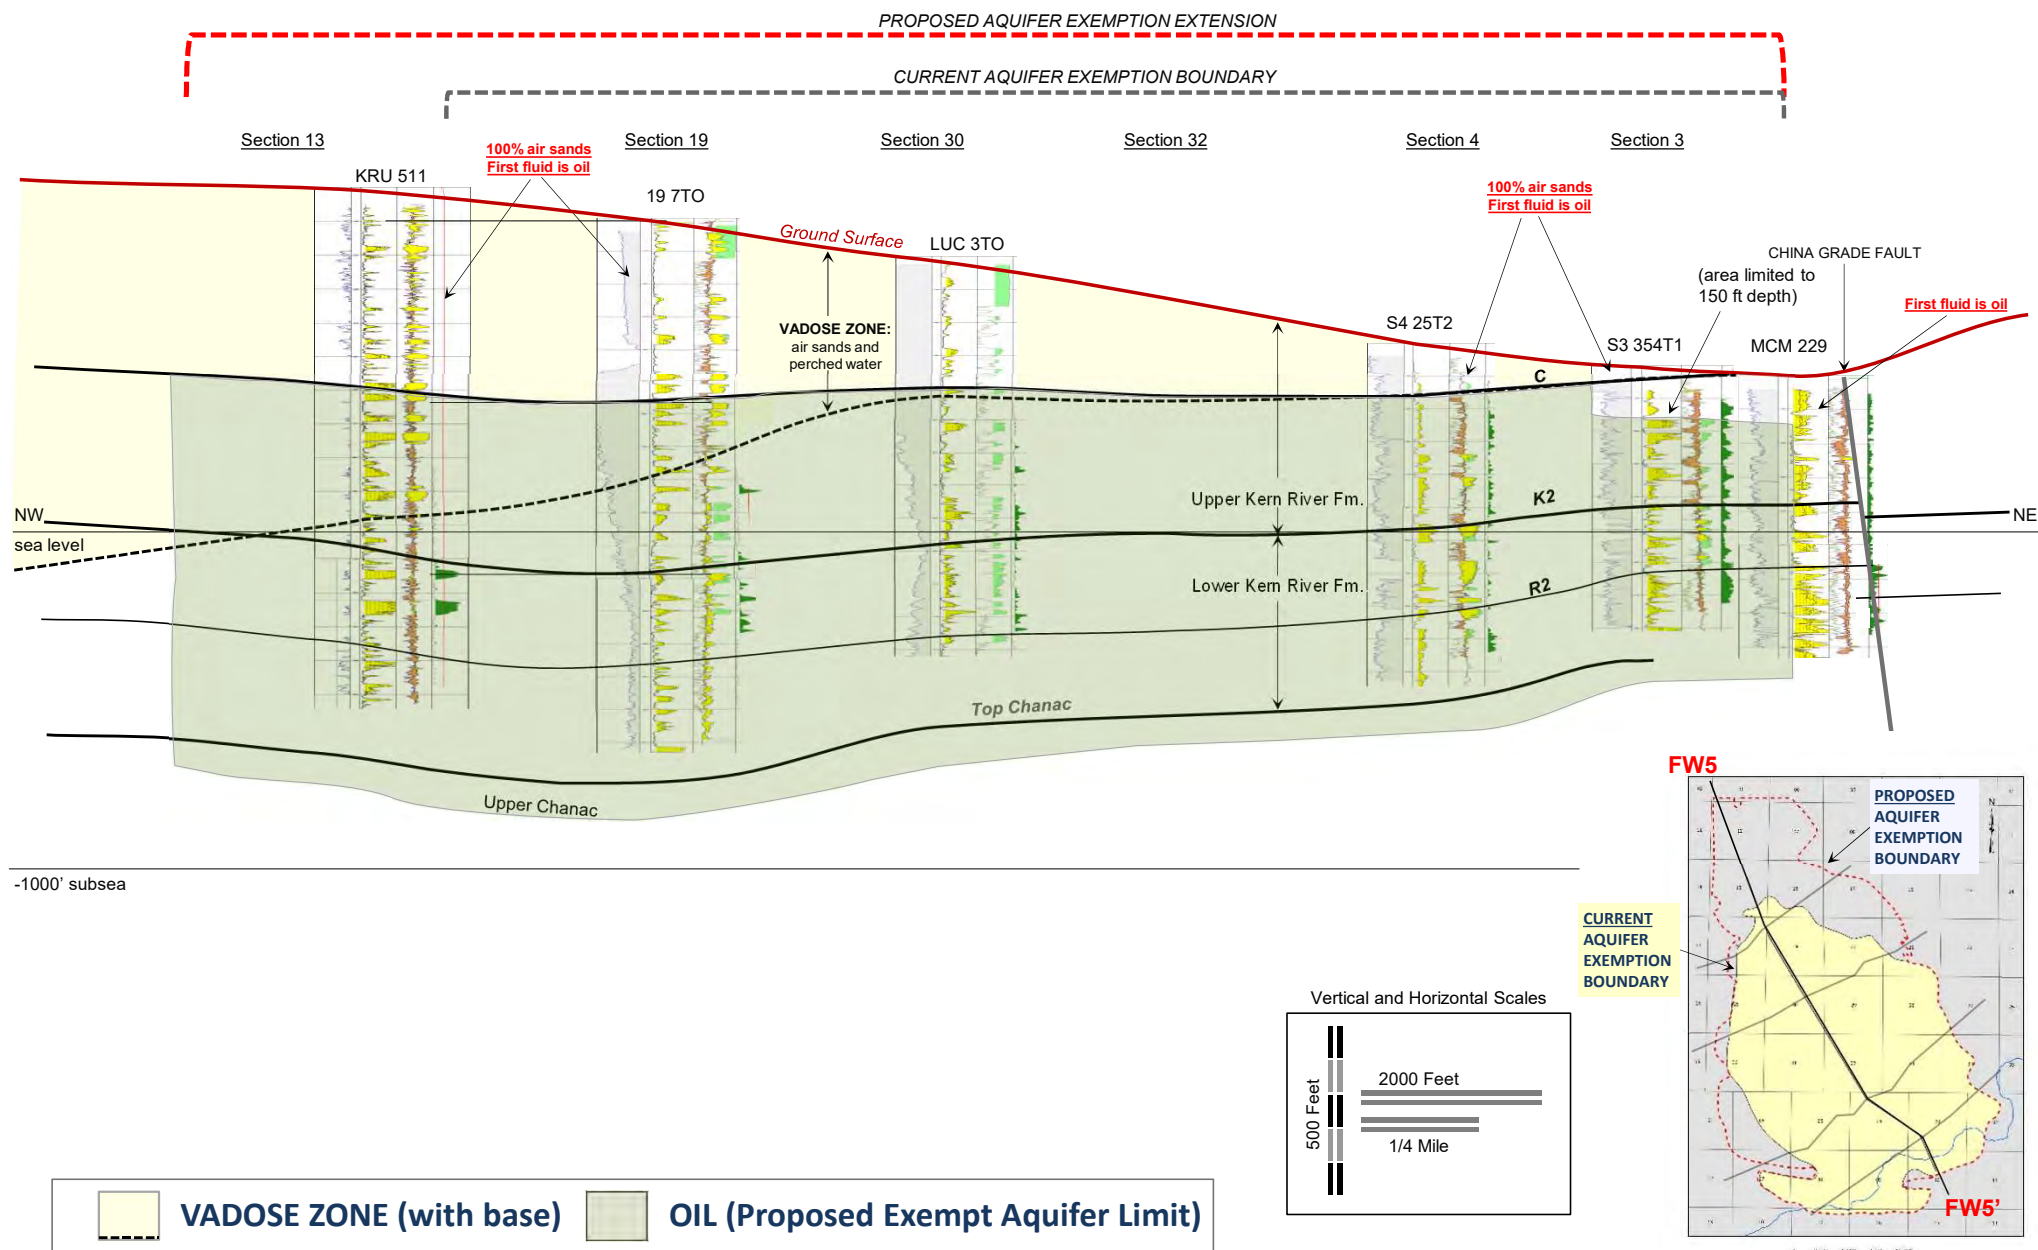 PROPOSED AQUIFER EXEMPTION EXTENSION
CURRENT AQUIFER EXEMPTION BOUNDARY
Section 13
Section 19
Section 30
Section 32
Section 4
Section 3
100% air sands
First fluid is oil
KRU 511
19 7TO
Ground Surface
LUC 3TO
100% air sands
First fluid is oil
CHINA GRADE FAULT
(area limited to
150 ft depth)
First fluid is oil
VADOSE ZONE:
air sands and
perched water
S4 25T2
S3 354T1
MCM 229
C
Upper Kern River Fm.
K2
NW
NE
sea level
Lower Kern River Fm.
R2
Top Chanac
Upper Chanac
-1000' subsea
FW5
PROPOSED
AQUIFER
EXEMPTION
BOUNDARY
N
CURRENT
AQUIFER
EXEMPTION
BOUNDARY
FW5'
Vertical and Horizontal Scales
500 Feet
2000 Feet
1/4 Mile
VADOSE ZONE (with base)
OIL (Proposed Exempt Aquifer Limit)